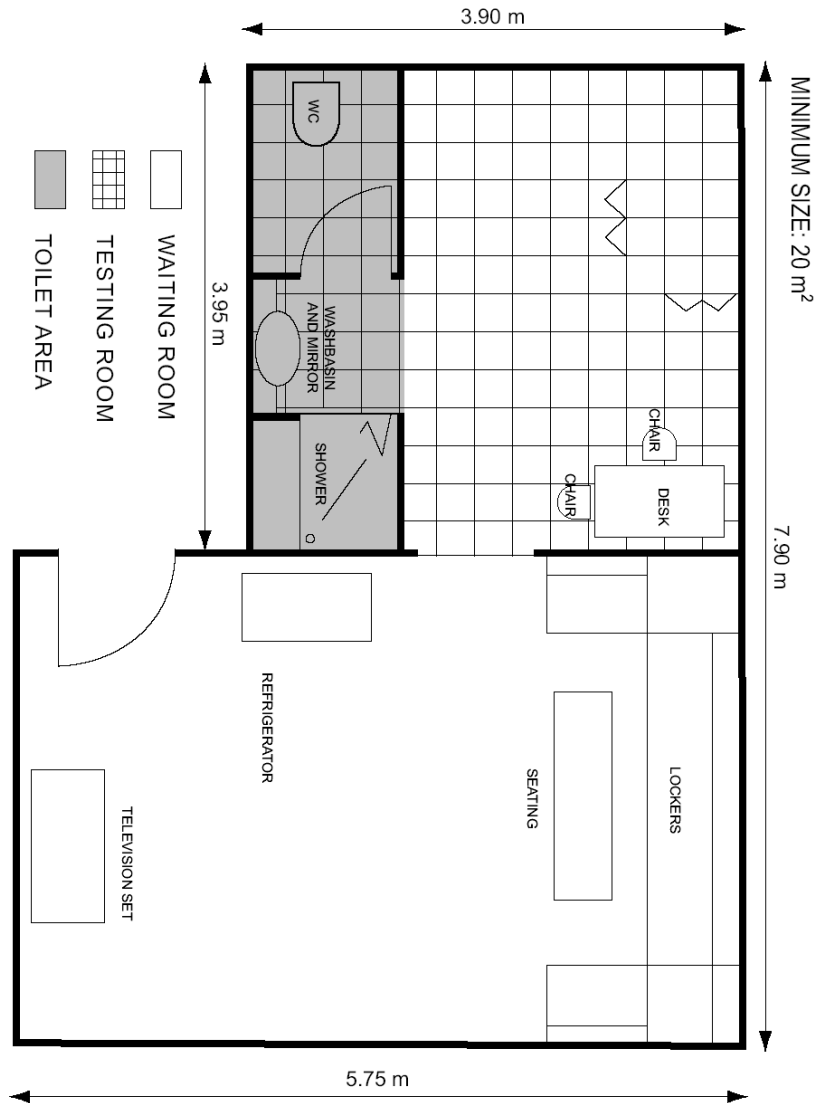 3.90 m
MINIMUM SIZE: 20 m²
WC
WASHBASIN
AND MIRROR
SHOWER
CHAIR
CHAIR
DESK
3.95 m
7.90 m
WAITING ROOM
TESTING ROOM
TOILET AREA
REFRIGERATOR
SEATING
LOCKERS
TELEVISION SET
5.75 m